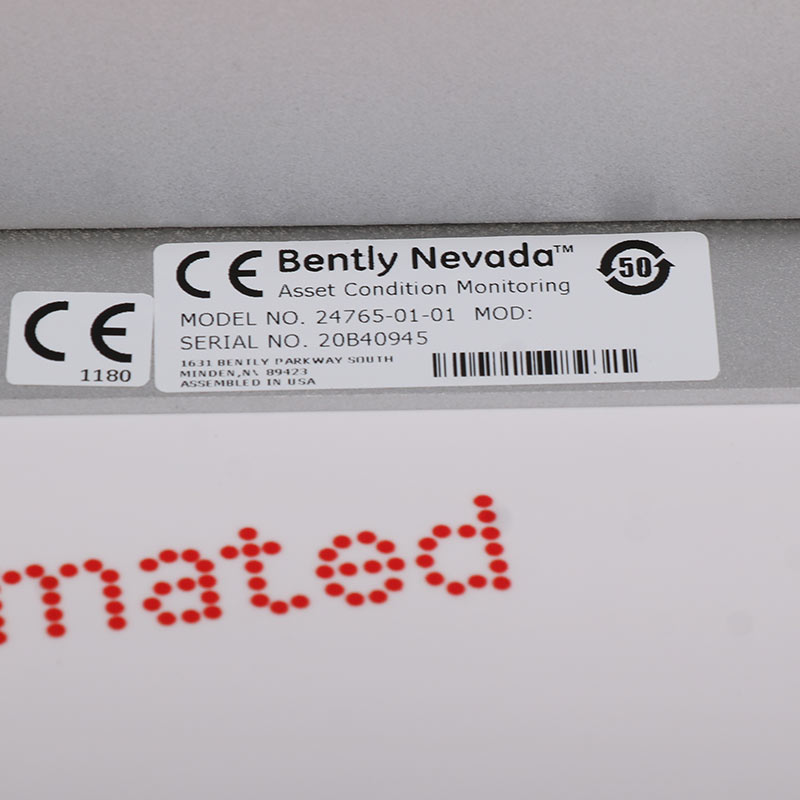 CE Bently Nevada™
Asset Condition Monitoring
50
MODEL NO. 24765-01-01 MOD:
SERIAL NO. 20B40945
1631 BENTLY PARKWAY SOUTH
MINDEN, NV 89423
ASSEMBLED IN USA
CE
1180
mated